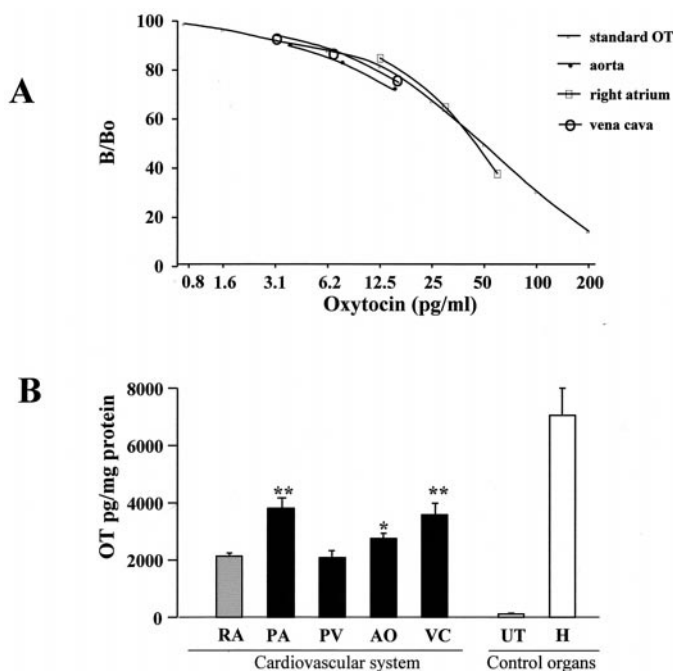 A
B/Bo
100
80
60
40
20
0
0.8 1.6 3.1 6.2 12.5 25 50 100 200
Oxytocin (pg/ml)
standard OT
aorta
right atrium
vena cava
B
OT pg/mg protein
8000
6000
4000
2000
0
** * **
RA PA PV AO VC UT H
Cardiovascular system Control organs